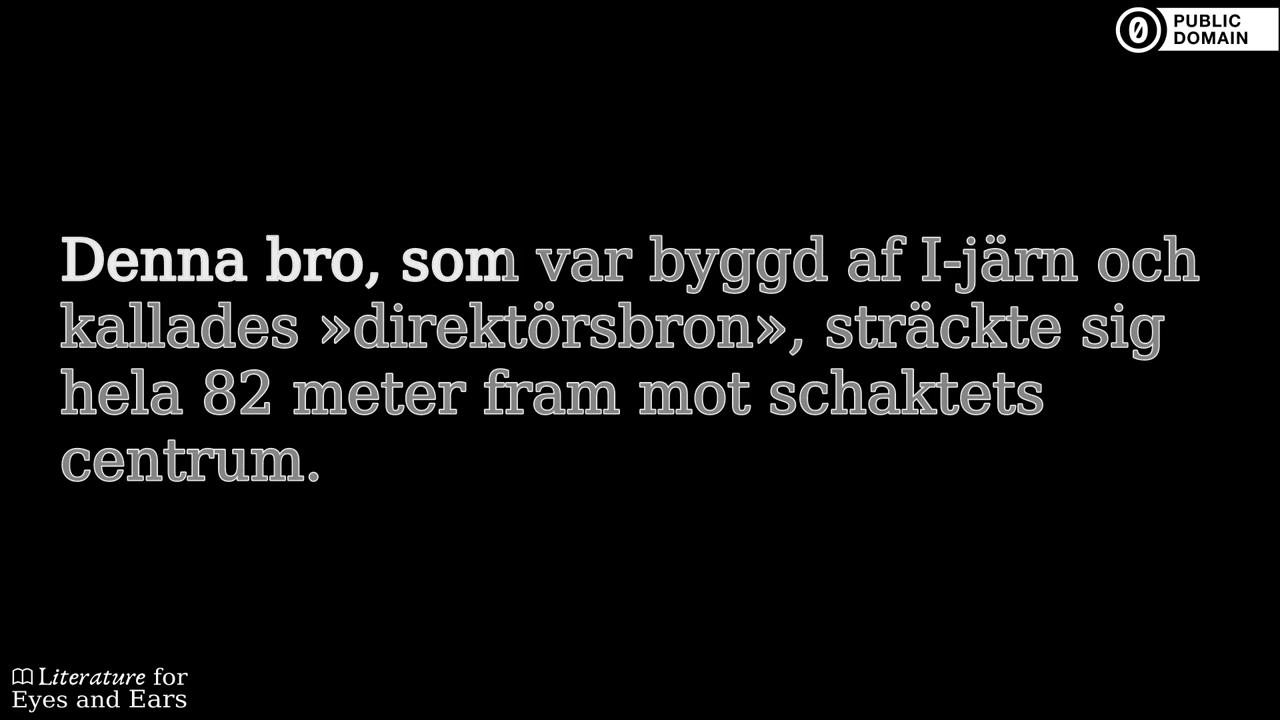 PUBLIC
DOMAIN
Denna bro, som var byggd af I-järn och
kallades »direktörsbron», sträckte sig
hela 82 meter fram mot schaktets
centrum.
Literature for
Eyes and Ears